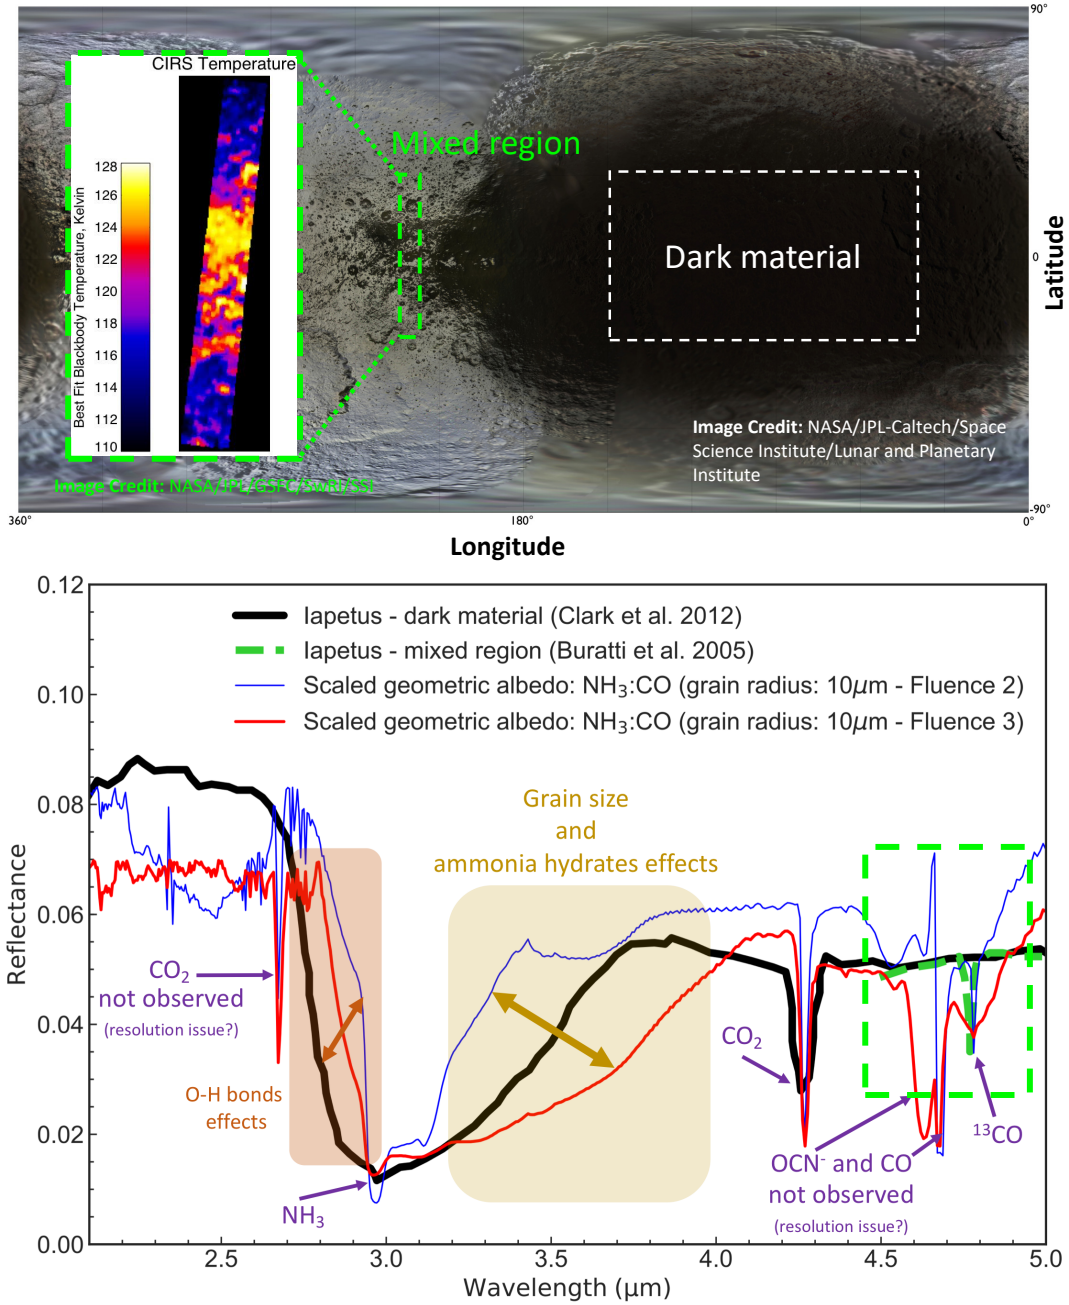 90°
CIRS Temperature
Mixed region
128
126
124
122
120
118
116
114
112
110
Best Fit Blackbody Temperature, Kelvin
Dark material
0
Latitude
Image Credit: NASA/JPL-Caltech/Space
Science Institute/Lunar and Planetary
Institute
Image Credit: NASA/JPL/GSFC/SwRI/SSI
-90°
360°
180°
0°
Longitude
0.12
0.10
0.08
0.06
0.04
0.02
0.00
Reflectance
Iapetus - dark material (Clark et al. 2012)
Iapetus - mixed region (Buratti et al. 2005)
Scaled geometric albedo: NH₃:CO (grain radius: 10μm - Fluence 2)
Scaled geometric albedo: NH₃:CO (grain radius: 10μm - Fluence 3)
Grain size
and
ammonia hydrates effects
CO₂
not observed
(resolution issue?)
O-H bonds
effects
NH₃
CO₂
¹³CO
OCN⁻ and CO
not observed
(resolution issue?)
2.5
3.0
3.5
4.0
4.5
5.0
Wavelength (μm)